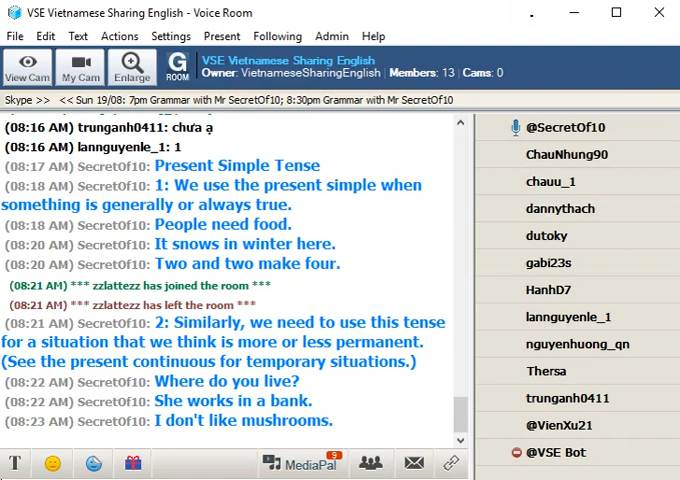 VSE Vietnamese Sharing English - Voice Room
File Edit Text Actions Settings Present Following Admin Help
View Cam
My Cam
Enlarge
G
ROOM
VSE Vietnamese Sharing English
Owner: VietnameseSharingEnglish Members: 13 Cams: 0
Skype >> << Sun 19/08: 7pm Grammar with Mr SecretOf10; 8:30pm Grammar with Mr SecretOf10
(08:16 AM) trunganh0411: chưa ạ
(08:16 AM) lannguyenle_1: 1
(08:17 AM) SecretOf10: Present Simple Tense
(08:18 AM) SecretOf10: 1: We use the present simple when
something is generally or always true.
(08:18 AM) SecretOf10: People need food.
(08:20 AM) SecretOf10: It snows in winter here.
(08:20 AM) SecretOf10: Two and two make four.
(08:21 AM) *** zzlattezz has joined the room ***
(08:21 AM) *** zzlattezz has left the room ***
(08:21 AM) SecretOf10: 2: Similarly, we need to use this tense
for a situation that we think is more or less permanent.
(See the present continuous for temporary situations.)
(08:22 AM) SecretOf10: Where do you live?
(08:22 AM) SecretOf10: She works in a bank.
(08:23 AM) SecretOf10: I don't like mushrooms.
@SecretOf10
ChauNhung90
chauu_1
dannythach
dutoky
gabi23s
HanhD7
lannguyenle_1
nguyenhuong_qn
Thersa
trunganh0411
@VienXu21
@VSE Bot
T
MediaPal
9